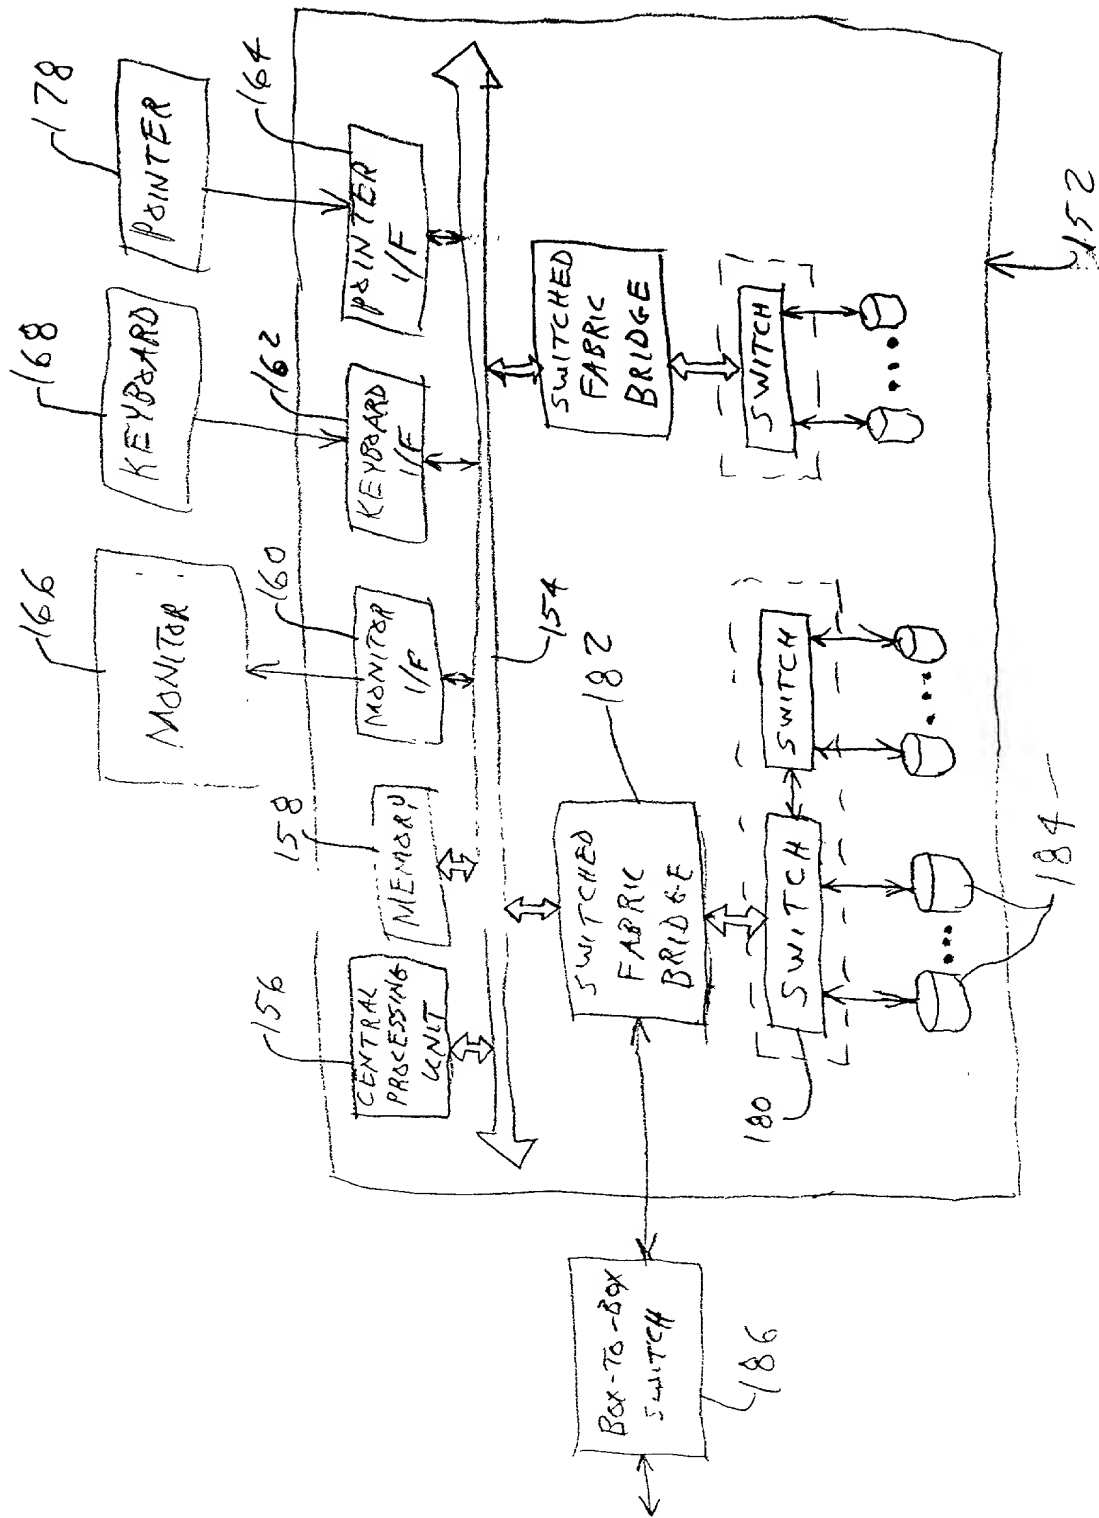 166
168
178
MONITOR
KEYBOARD
POINTER
156
158
160
162
164
CENTRAL
PROCESSING
UNIT
MEMORY
MONITOR
I/F
KEYBOARD
I/F
POINTER
I/F
154
182
SWITCHED
FABRIC
BRIDGE
SWITCHED
FABRIC
BRIDGE
BOX-TO-BOX
SWITCH
186
180
SWITCH
SWITCH
SWITCH
184
152